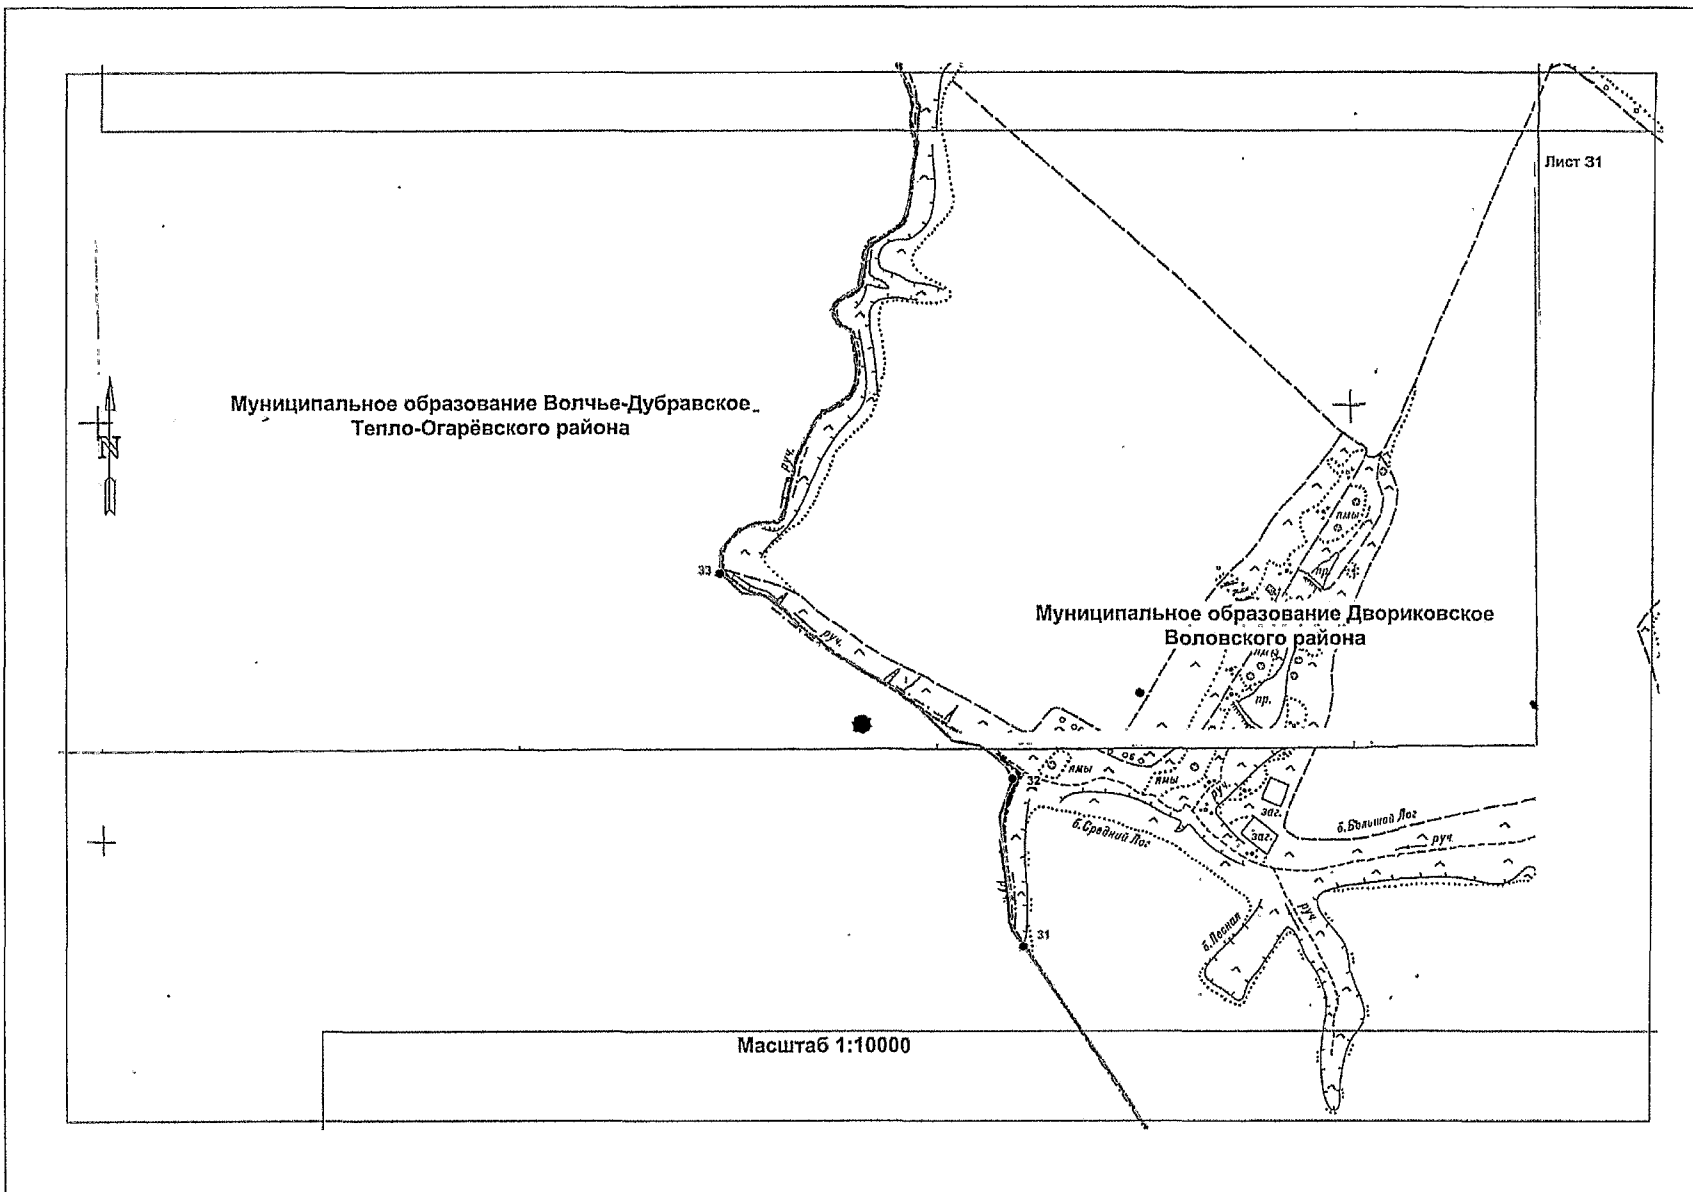 Лист 31
Муниципальное образование Волчье-Дубравское
Тепло-Огарёвского района
N
руч.
ямы
пр.
33
Муниципальное образование Двориковское
Воловского района
руч.
ямы
пр.
32
ямы
ямы
руч.
заг.
заг.
б.Средний Лог
б.Большой Лог
руч.
31
б.Лесная
руч.
Масштаб 1:10000